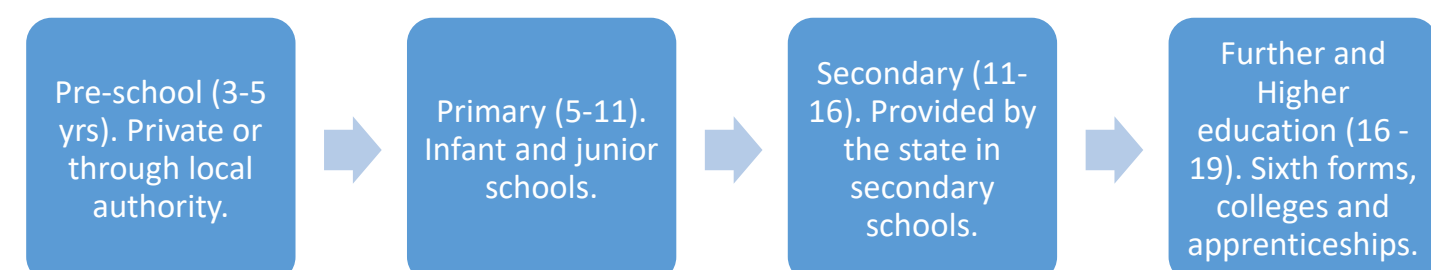 Pre-school (3-5
yrs). Private or
through local
authority.
Primary (5-11).
Infant and junior
schools.
Secondary (11-
16). Provided by
the state in
secondary
schools.
Further and
Higher
education (16 -
19). Sixth forms,
colleges and
apprenticeships.